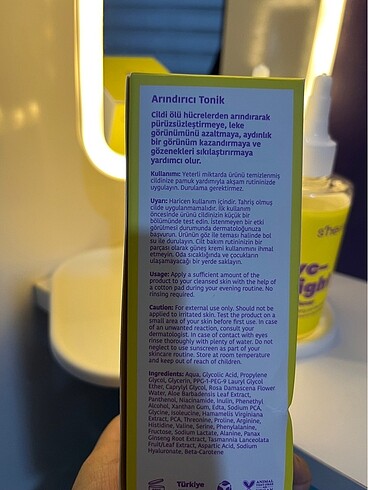 Arındırıcı Tonik
Cildi ölü hücrelerden arındırarak
pürüzsüzleştirmeye, leke
görünümünü azaltmaya, aydınlık
bir görünüm kazandırmaya ve
gözenekleri sıkılaştırırmaya
yardımcı olur.
Kullanımı: Yeterli miktarda ürünü temizlenmiş
cildinize pamuk yardımıyla akşam rutininizde
uygulayın. Durulama gerektirmez.
Uyarı: Haricen kullanım içindir. Tahriş olmuş
cilde uygulanmamalıdır. İlk kullanım
öncesinde ürünü cildinizin küçük bir
bölümünde test edin. İstenmeyen bir etki
görülmesi durumunda dermatoloğunuza
başvurun. Ürünün göz ile teması halinde bol
su ile durulayın. Cilt bakım rutininizin bir
parçası olarak güneş kremi kullanımını ihmal
etmeyin. Oda sıcaklığında ve çocukların
ulaşamayacağı bir yerde saklayın.
Usage: Apply a sufficient amount of the
product to your cleansed skin with the help of
a cotton pad during your evening routine. No
rinsing required.
Caution: For external use only. Should not be
applied to irritated skin. Test the product on a
small area of your skin before first use. In case
of an unwanted reaction, consult your
dermatologist. In case of contact with eyes
rinse thoroughly with plenty of water. Do not
neglect to use sunscreen as part of your
skincare routine. Store at room temperature
and keep out of reach of children.
Ingredients: Aqua, Glycolic Acid, Propylene
Glycol, Glycerin, PPG-1-PEG-9 Lauryl Glycol
Ether, Caprylyl Glycol, Rosa Damascena Flower
Water, Aloe Barbadensis Leaf Extract,
Panthenol, Niacinamide, Inulin, Phenethyl
Alcohol, Xanthan Gum, Edta, Sodium PCA,
Glycine, Isoleucine, Hamamelis Virginiana
Extract, PCA, Threonine, Proline, Arginine,
Histidine, Valine, Serine, Phenylalanine,
Fructose, Sodium Lactate, Alanine, Panax
Ginseng Root Extract, Tasmannia Lanceolata
Fruit/Leaf Extract, Aspartic Acid, Sodium
Hyaluronate, Beta-Carotene
Türkiye